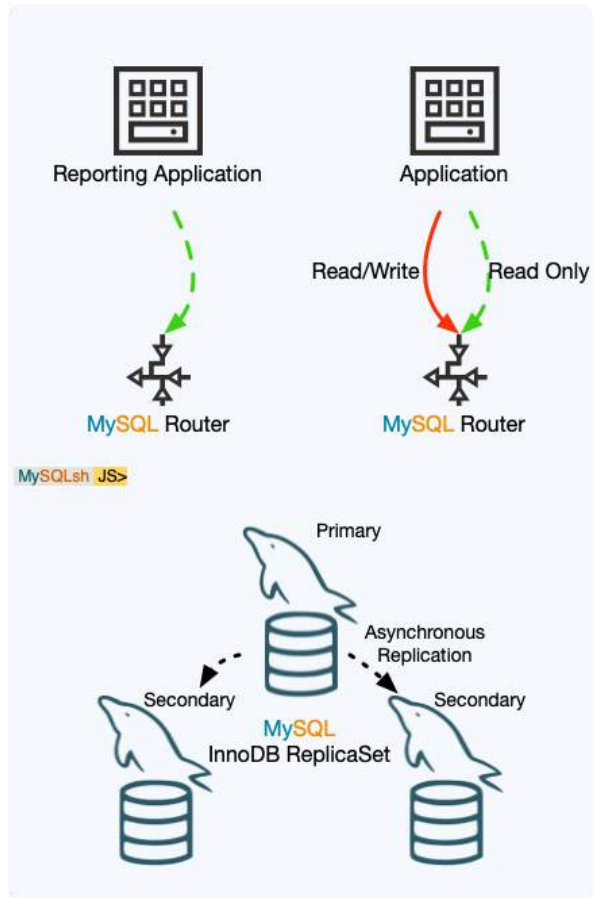 Reporting Application
Application
Read/Write
Read Only
MySQL Router
MySQL Router
MySQLsh JS>
Primary
Asynchronous
Replication
Secondary
Secondary
MySQL
InnoDB ReplicaSet